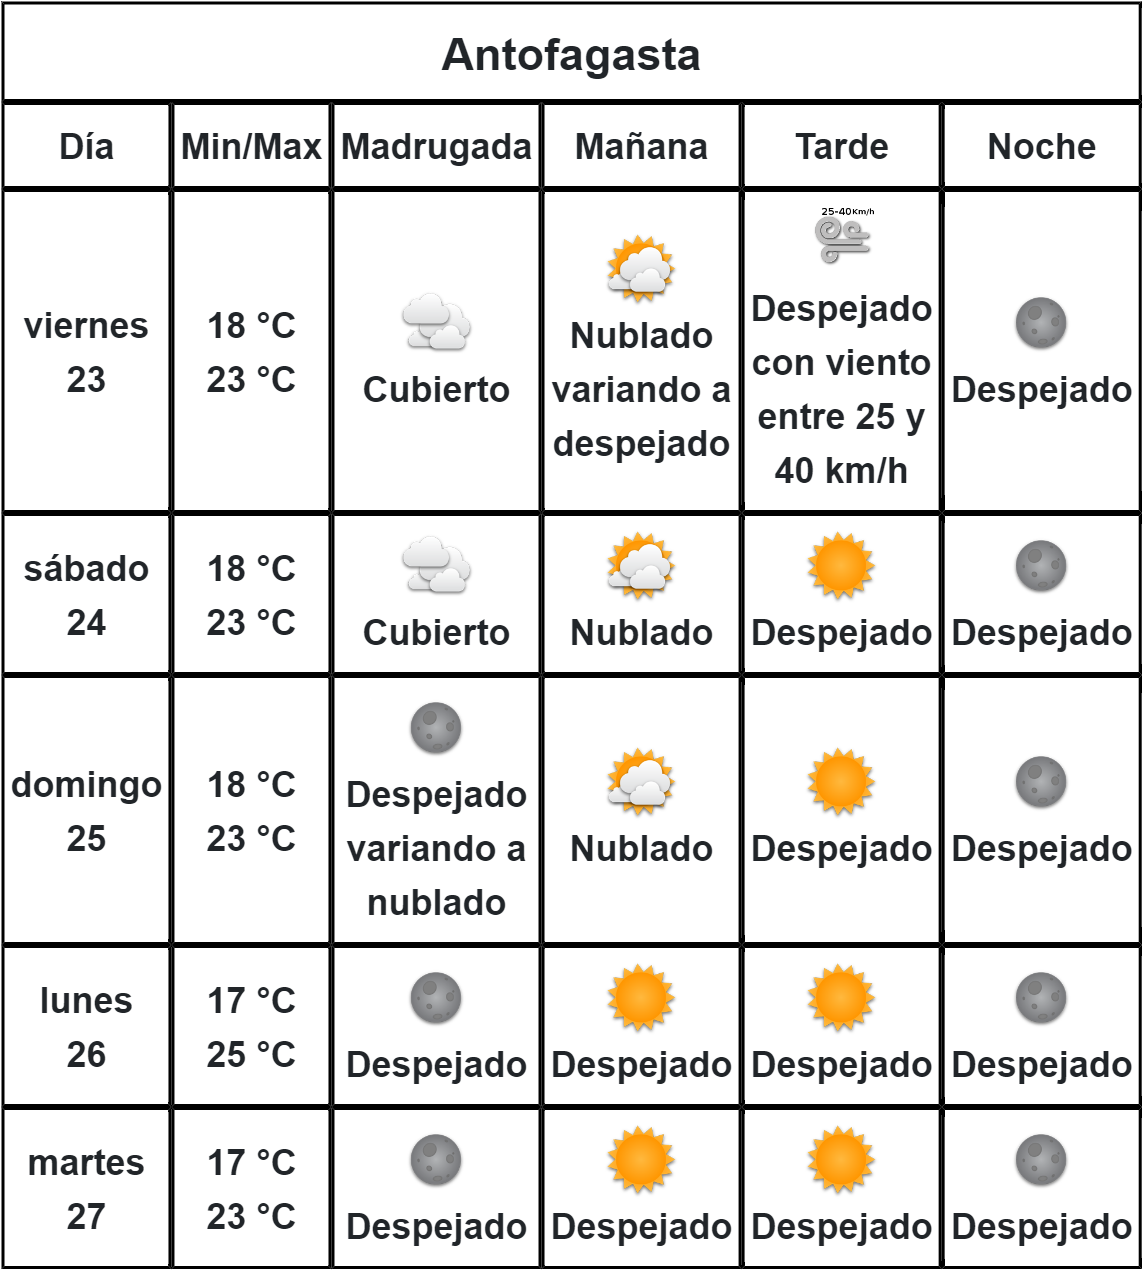 Antofagasta
Día Min/Max Madrugada Mañana Tarde Noche
viernes
23
18 °C
23 °C
Cubierto
Nublado
variando a
despejado
25-40Km/h
Despejado
con viento
entre 25 y
40 km/h
Despejado
sábado
24
18 °C
23 °C
Cubierto
Nublado
Despejado
Despejado
domingo
25
18 °C
23 °C
Despejado
variando a
nublado
Nublado
Despejado
Despejado
lunes
26
17 °C
25 °C
Despejado
Despejado
Despejado
Despejado
martes
27
17 °C
23 °C
Despejado
Despejado
Despejado
Despejado